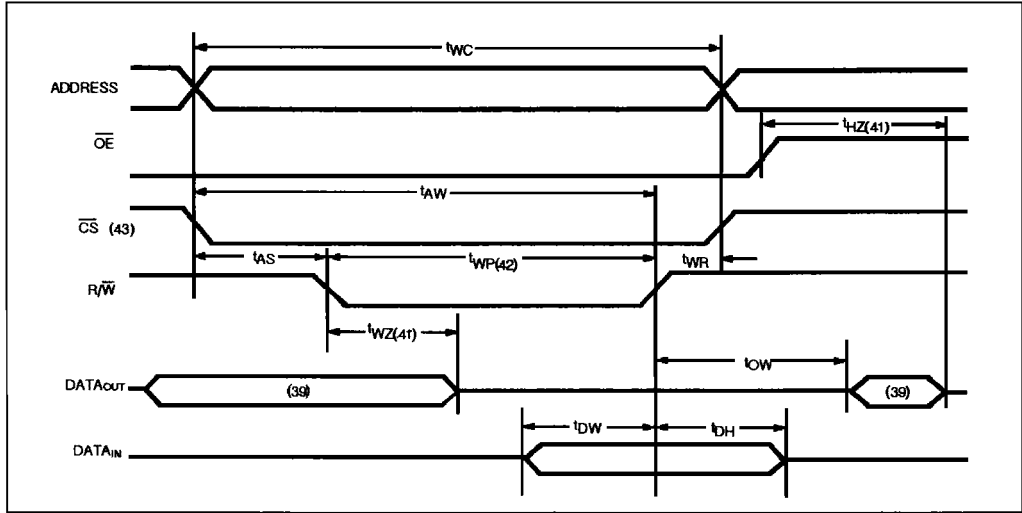 tWC
ADDRESS
tHZ(41)
OE
tAW
CS (43)
tAS tWP(42) tWR
R/W
tWZ(41)
tOW
DATAOUT (39) (39)
tDW tDH
DATAIN